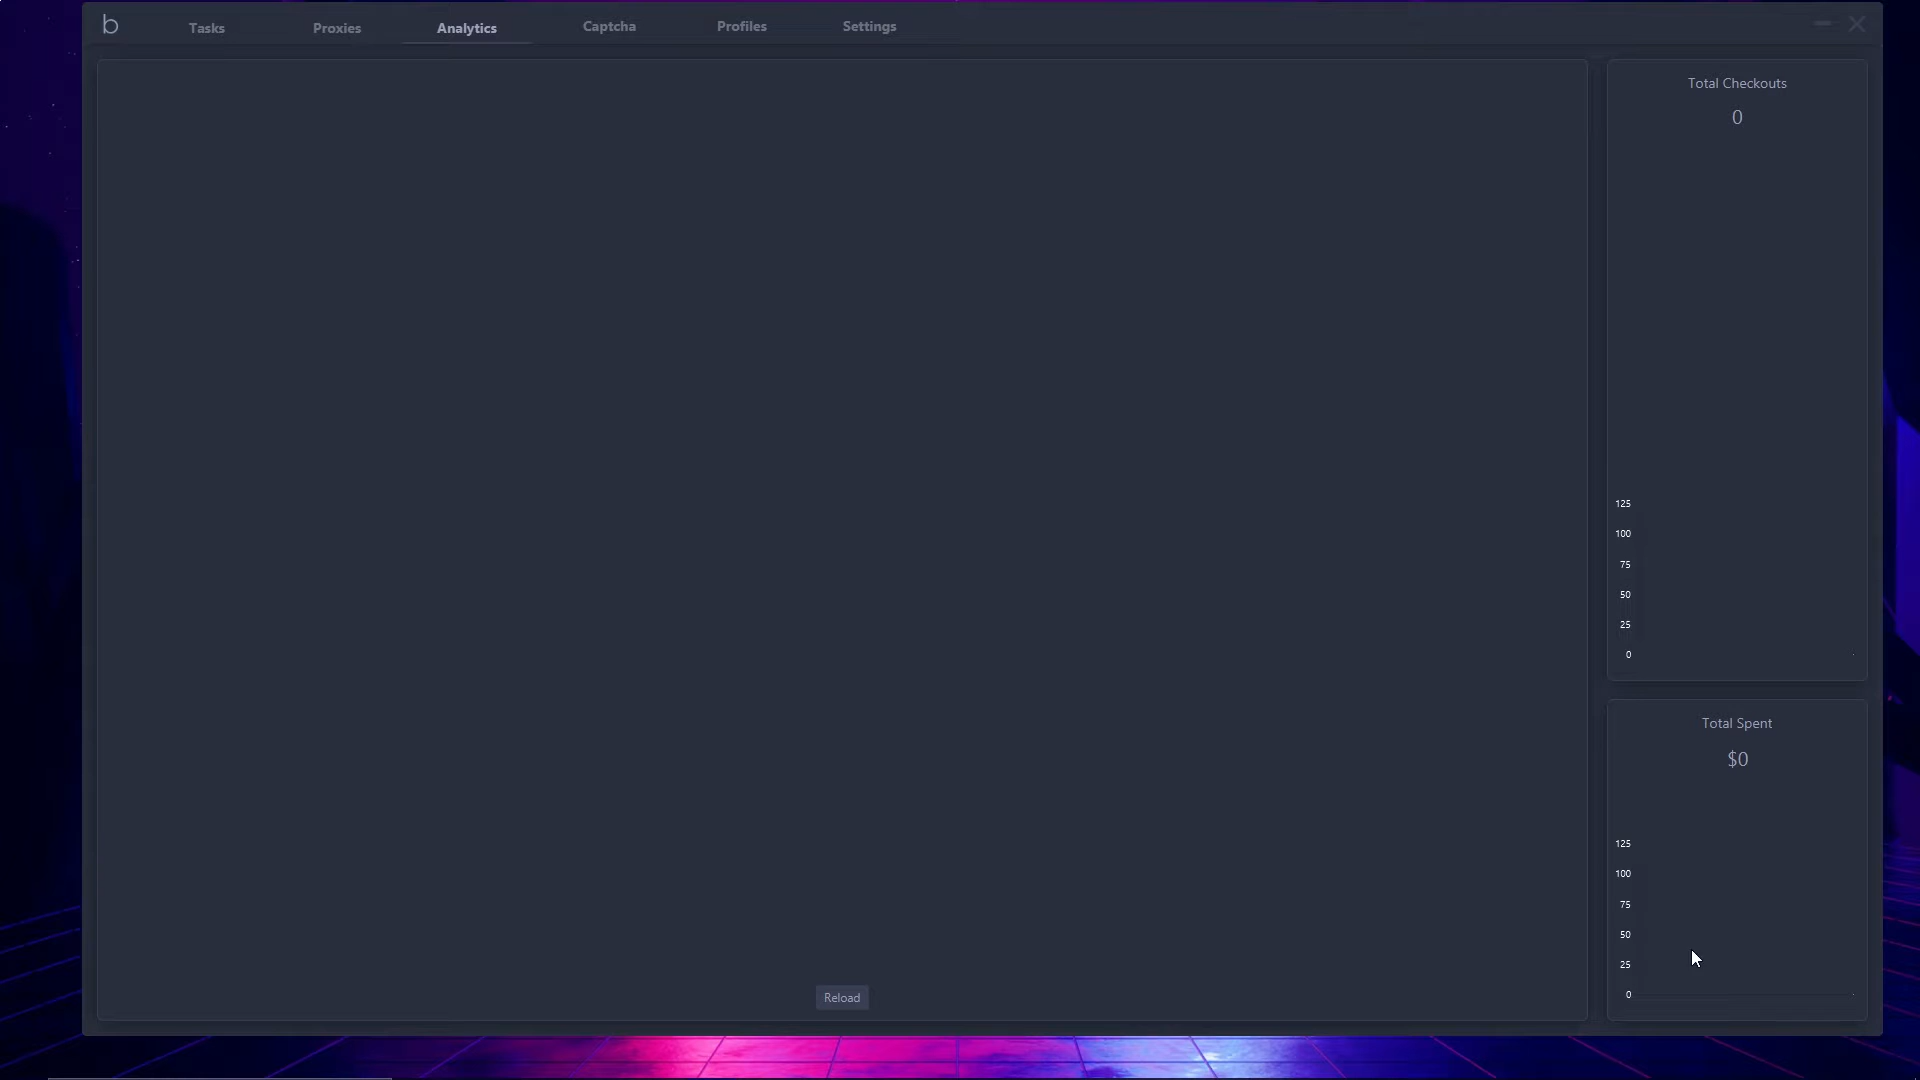 b
Tasks
Proxies
Analytics
Captcha
Profiles
Settings
Total Checkouts
0
125
100
75
50
25
0
Total Spent
$0
125
100
75
50
25
0
Reload